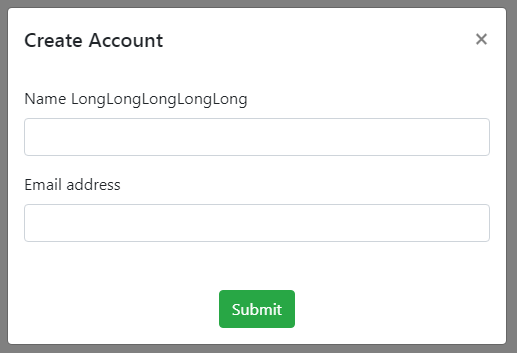 Create Account ×
Name LongLongLongLongLong
Email address
Submit